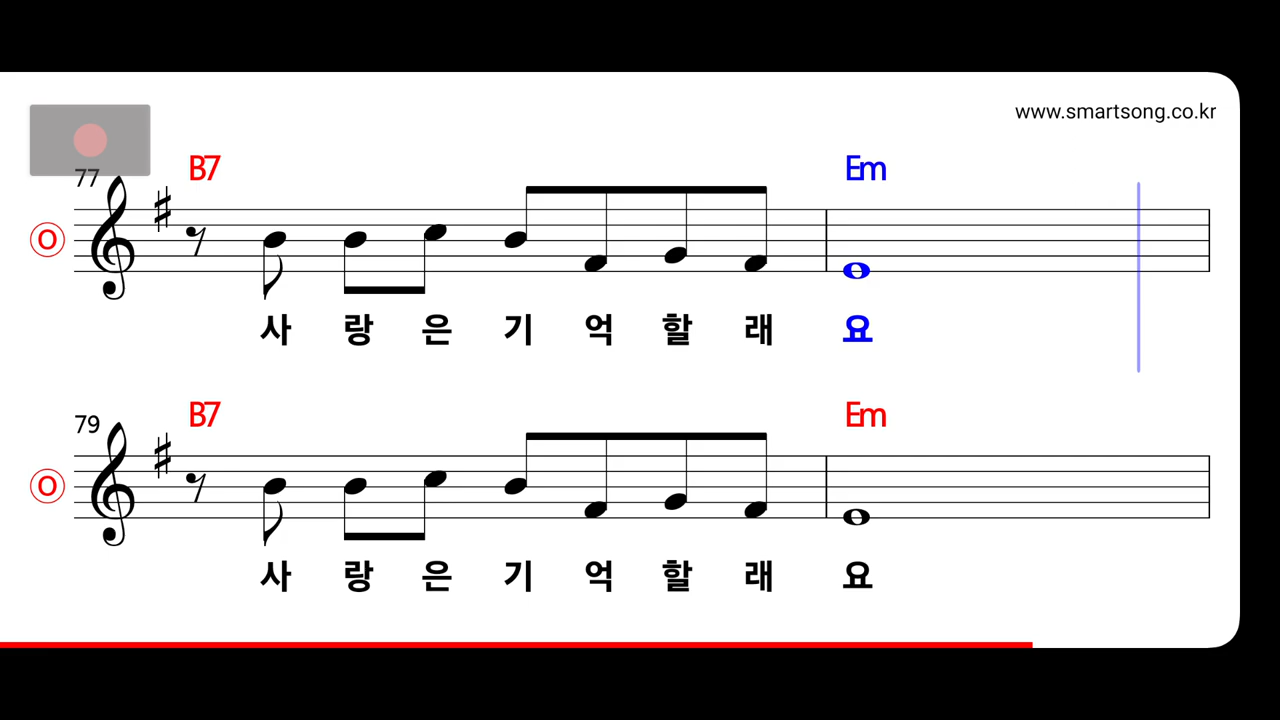 www.smartsong.co.kr
77 B7 Em
O
사 랑 은 기 억 할 래 요
79 B7 Em
O
사 랑 은 기 억 할 래 요